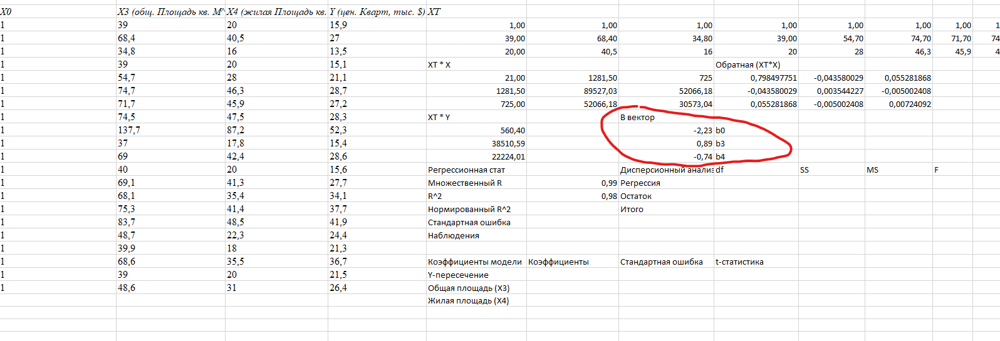 X0 X3 (общ. Площадь кв. М^ X4 (жилая Площадь кв. Y (цен. Кварт, тыс. $) XT
1 39 20 15,9 1,00 1,00 1,00 1,00 1,00 1,00 1,00 1
1 68,4 40,5 27 39,00 68,40 34,80 39,00 54,70 74,70 71,70 74
1 34,8 16 13,5 20,00 40,5 16 20 28 46,3 45,9 4
1 39 20 15,1 XT * X Обратная (XT*X)
1 54,7 28 21,1 21,00 1281,50 725 0,798497751 -0,043580029 0,055281868
1 74,7 46,3 28,7 1281,50 89527,03 52066,18 -0,043580029 0,003544227 -0,005002408
1 71,7 45,9 27,2 725,00 52066,18 30573,04 0,055281868 -0,005002408 0,00724092
1 74,5 47,5 28,3 XT * Y В вектор
1 137,7 87,2 52,3 560,40 -2,23 b0
1 37 17,8 15,4 38510,59 0,89 b3
1 69 42,4 28,6 22224,01 -0,74 b4
1 40 20 15,6 Регрессионная стат Дисперсионный анализ df SS MS F
1 69,1 41,3 27,7 Множественный R 0,99 Регрессия
1 68,1 35,4 34,1 R^2 0,98 Остаток
1 75,3 41,4 37,7 Нормированный R^2 Итого
1 83,7 48,5 41,9 Стандартная ошибка
1 48,7 22,3 24,4 Наблюдения
1 39,9 18 21,3
1 68,6 35,5 36,7 Коэффициенты модели Коэффициенты Стандартная ошибка t-статистика
1 39 20 21,5 Y-пересечение
1 48,6 31 26,4 Общая площадь (X3)
Жилая площадь (X4)